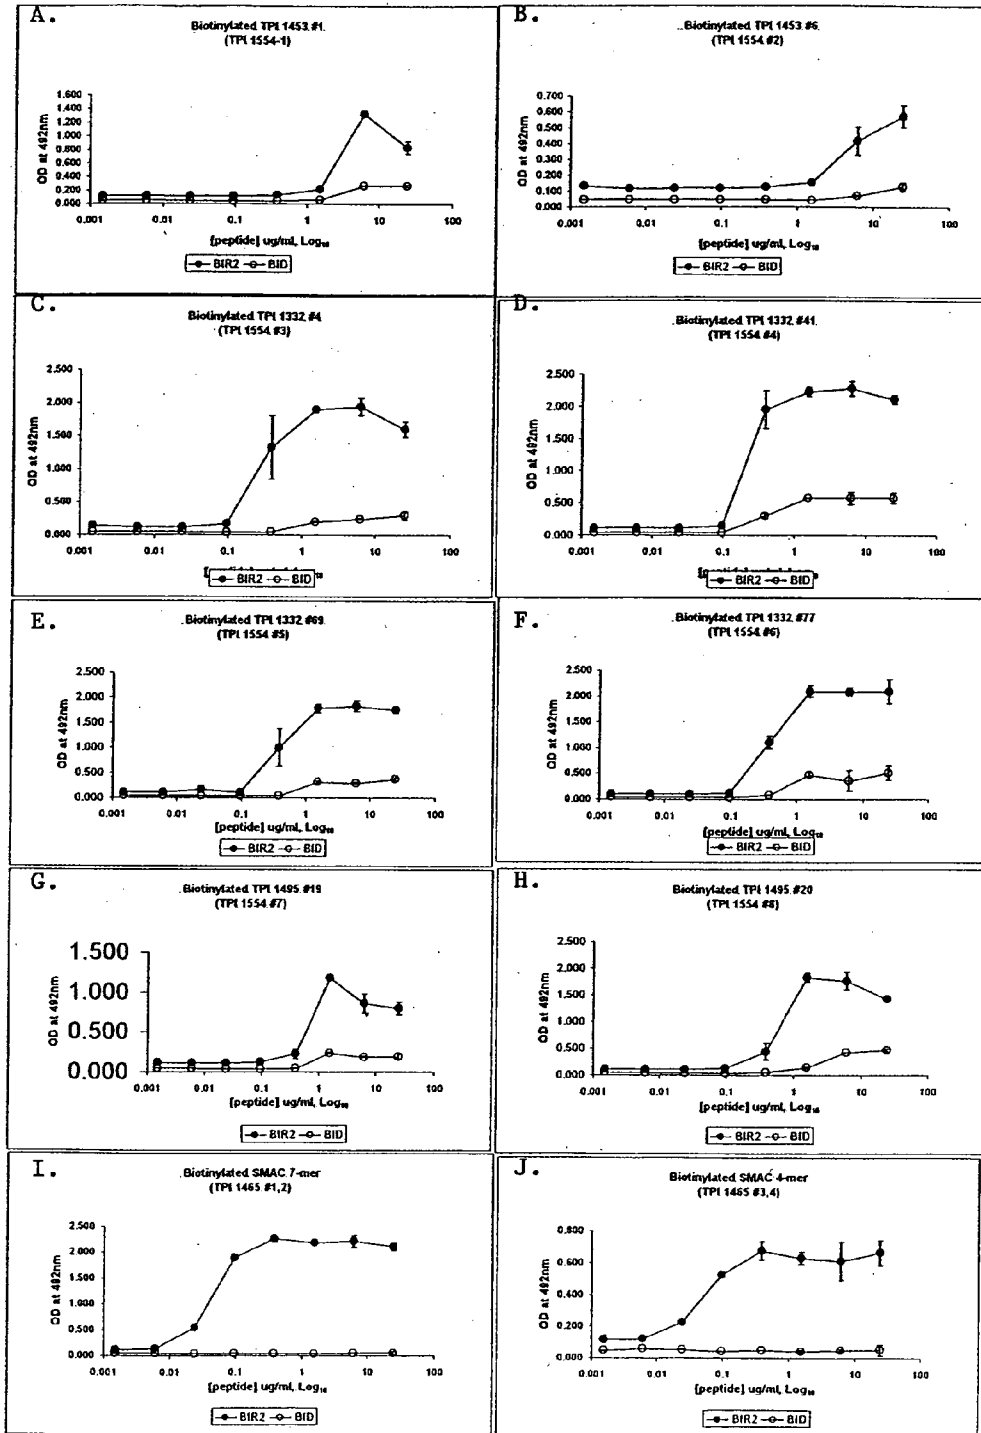 A.
Biotinylated TPI 1453 #1
(TPI 1554-1)
OD at 492nm
1.600
1.400
1.200
1.000
0.800
0.600
0.400
0.200
0.000
0.001
0.1
10
100
[peptide] ug/ml, Log10
BIR2 BID
B.
Biotinylated TPI 1453 #6
(TPI 1554 #2)
OD at 492nm
0.700
0.600
0.500
0.400
0.300
0.200
0.100
0.000
0.001
0.01
0.1
1
10
100
[peptide] ug/ml, Log10
BIR2 BID
C.
Biotinylated TPI 1332 #4
(TPI 1554 #3)
OD at 492nm
2.500
2.000
1.500
1.000
0.500
0.000
0.001
0.01
0.1
1
10
100
BIR2 BID
D.
Biotinylated TPI 1332 #41
(TPI 1554 #4)
OD at 492nm
2.500
2.000
1.500
1.000
0.500
0.000
0.001
0.01
0.1
1
10
100
BIR2 BID
E.
Biotinylated TPI 1332 #69
(TPI 1554 #5)
OD at 492nm
2.500
2.000
1.500
1.000
0.500
0.000
0.001
0.01
0.1
1
10
100
[peptide] ug/ml, Log10
BIR2 BID
F.
Biotinylated TPI 1332 #77
(TPI 1554 #6)
OD at 492nm
2.500
2.000
1.500
1.000
0.500
0.000
0.001
0.01
0.1
1
10
100
[peptide] ug/ml, Log10
BIR2 BID
G.
Biotinylated TPI 1495 #19
(TPI 1554 #7)
OD at 492nm
1.500
1.000
0.500
0.000
0.001
0.01
0.1
1
10
100
[peptide] ug/ml, Log10
BIR2 BID
H.
Biotinylated TPI 1495 #20
(TPI 1554 #8)
OD at 492nm
2.500
2.000
1.500
1.000
0.500
0.000
0.001
0.01
0.1
1
10
100
[peptide] ug/ml, Log10
BIR2 BID
I.
Biotinylated SMAC 7-mer
(TPI 1465 #1,2)
OD at 492nm
2.500
2.000
1.500
1.000
0.500
0.000
0.001
0.01
0.1
1
10
100
[peptide] ug/ml, Log10
BIR2 BID
J.
Biotinylated SMAC 4-mer
(TPI 1465 #3,4)
OD at 492nm
0.800
0.600
0.400
0.200
0.000
0.001
0.01
0.1
1
10
100
[peptide] ug/ml, Log10
BIR2 BID